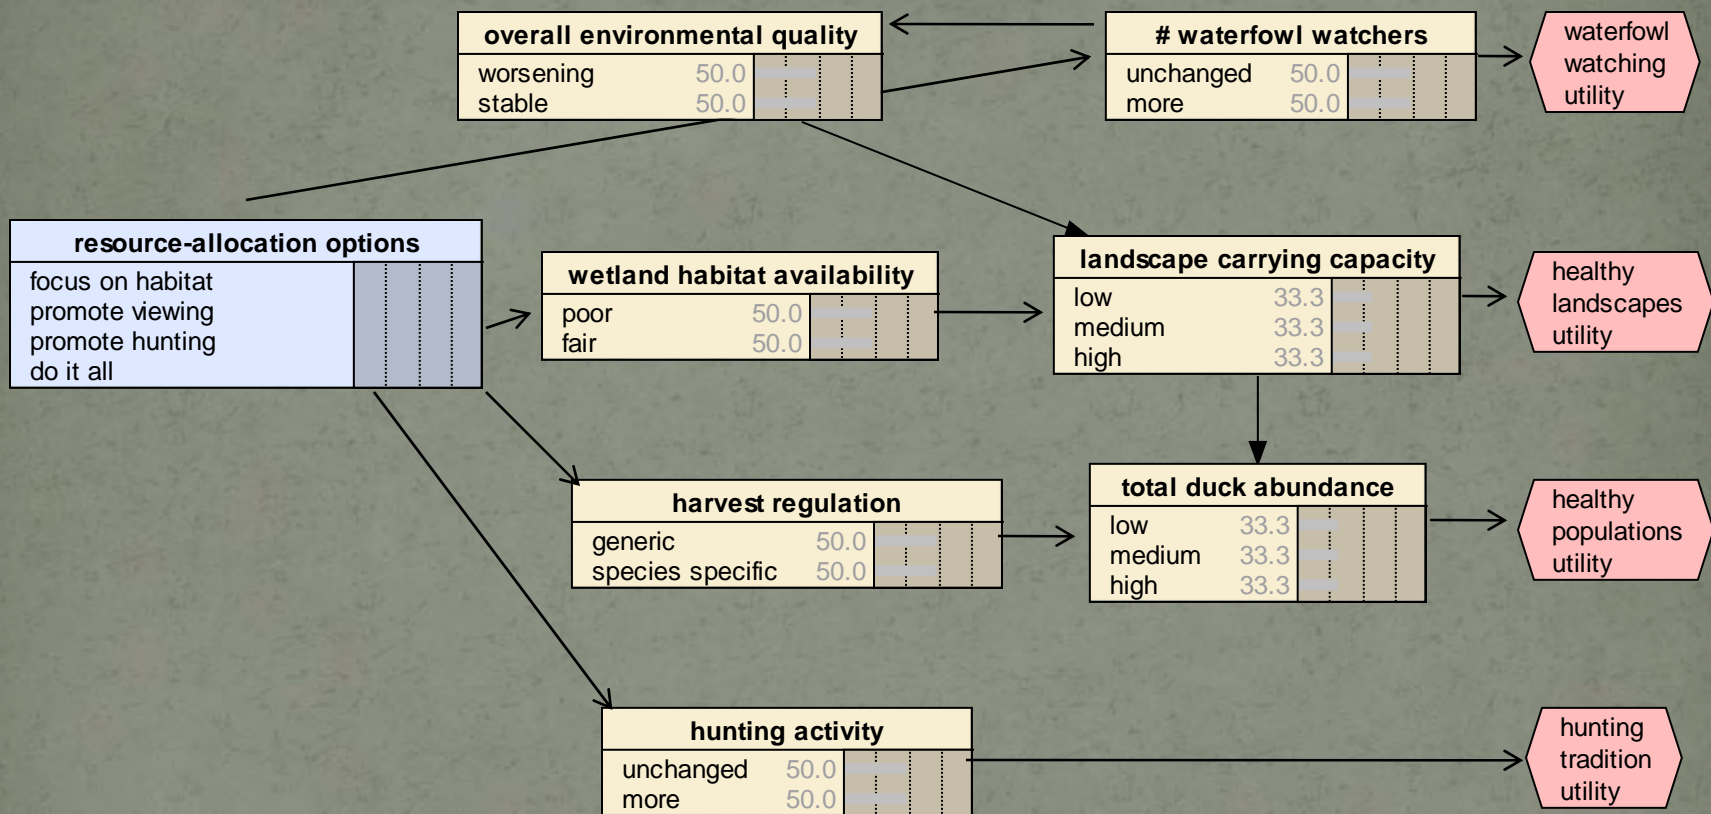 overall environmental quality
worsening 50.0
stable 50.0
# waterfowl watchers
unchanged 50.0
more 50.0
waterfowl
watching
utility
resource-allocation options
focus on habitat
promote viewing
promote hunting
do it all
wetland habitat availability
poor 50.0
fair 50.0
landscape carrying capacity
low 33.3
medium 33.3
high 33.3
healthy
landscapes
utility
harvest regulation
generic 50.0
species specific 50.0
total duck abundance
low 33.3
medium 33.3
high 33.3
healthy
populations
utility
hunting activity
unchanged 50.0
more 50.0
hunting
tradition
utility